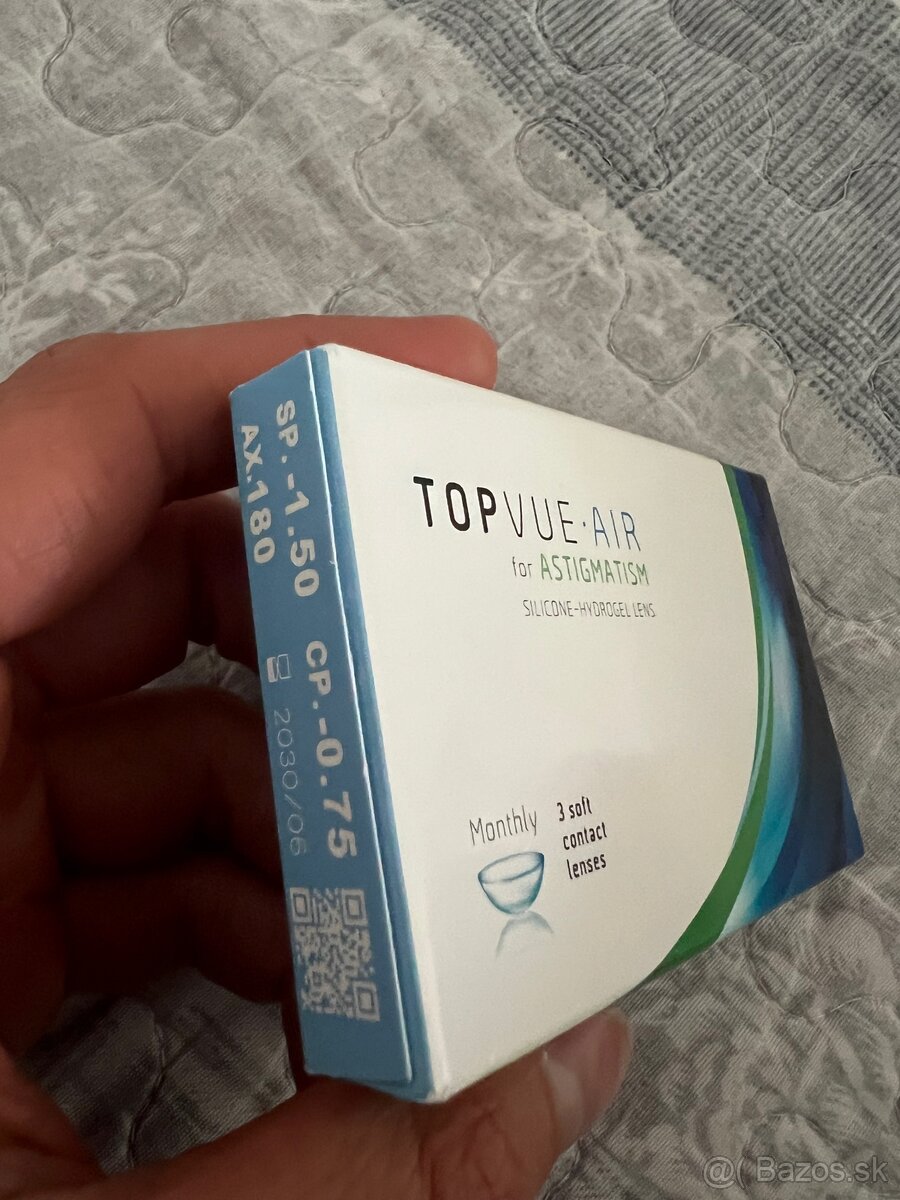 SP.-1.50 CP.-0.75
AX.180 2030/06
TOPVUE·AIR
for ASTIGMATISM
SILICONE-HYDROGEL LENS
Monthly
3 soft
contact
lenses
@( Bazos.sk